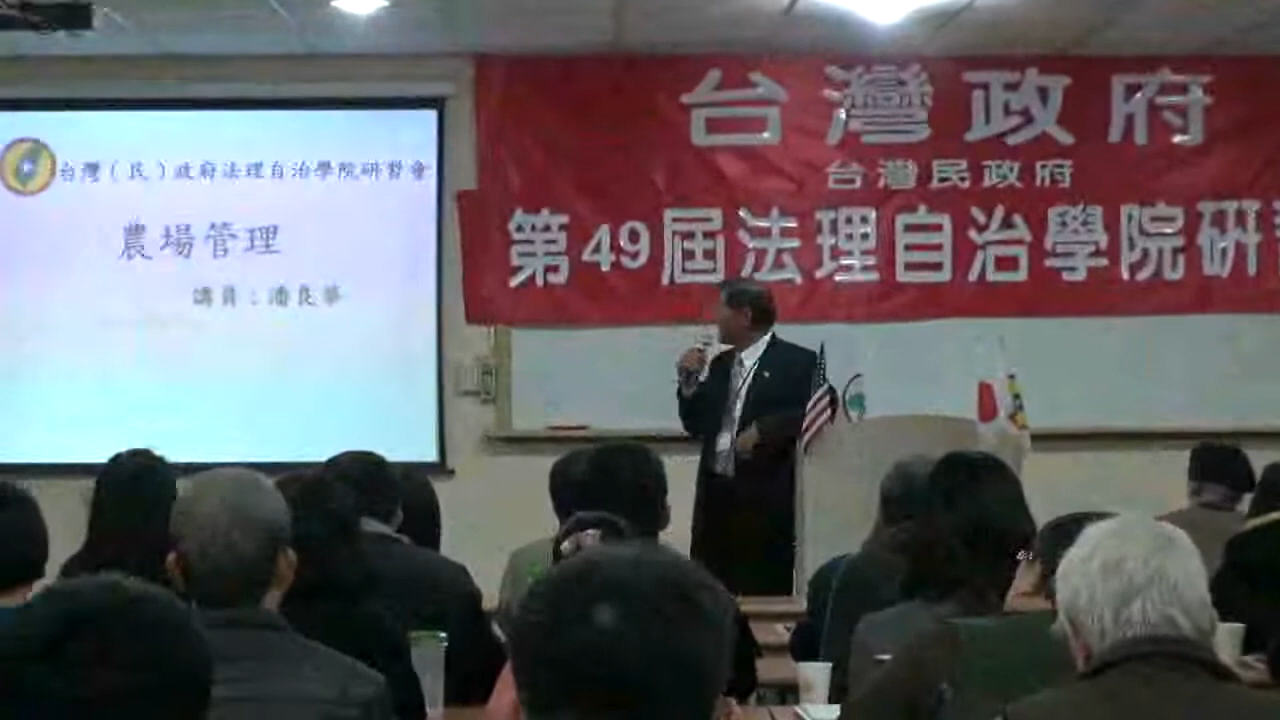 台灣（民）政府法理自治學院研習會
農場管理
講員：潘良華
台灣政府
台灣民政府
第49屆法理自治學院研